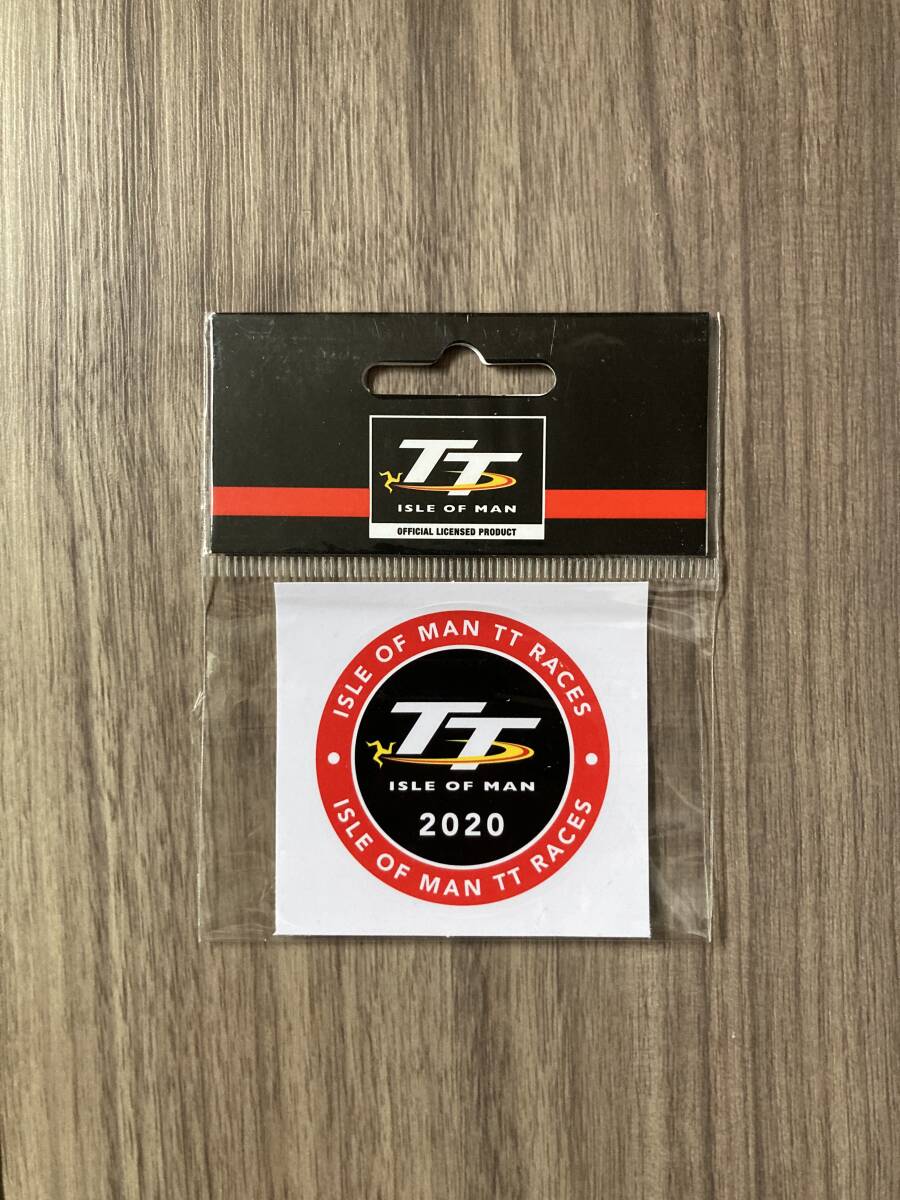 TT
ISLE OF MAN
OFFICIAL LICENSED PRODUCT
ISLE OF MAN TT RACES
TT
ISLE OF MAN
2020
ISLE OF MAN TT RACES